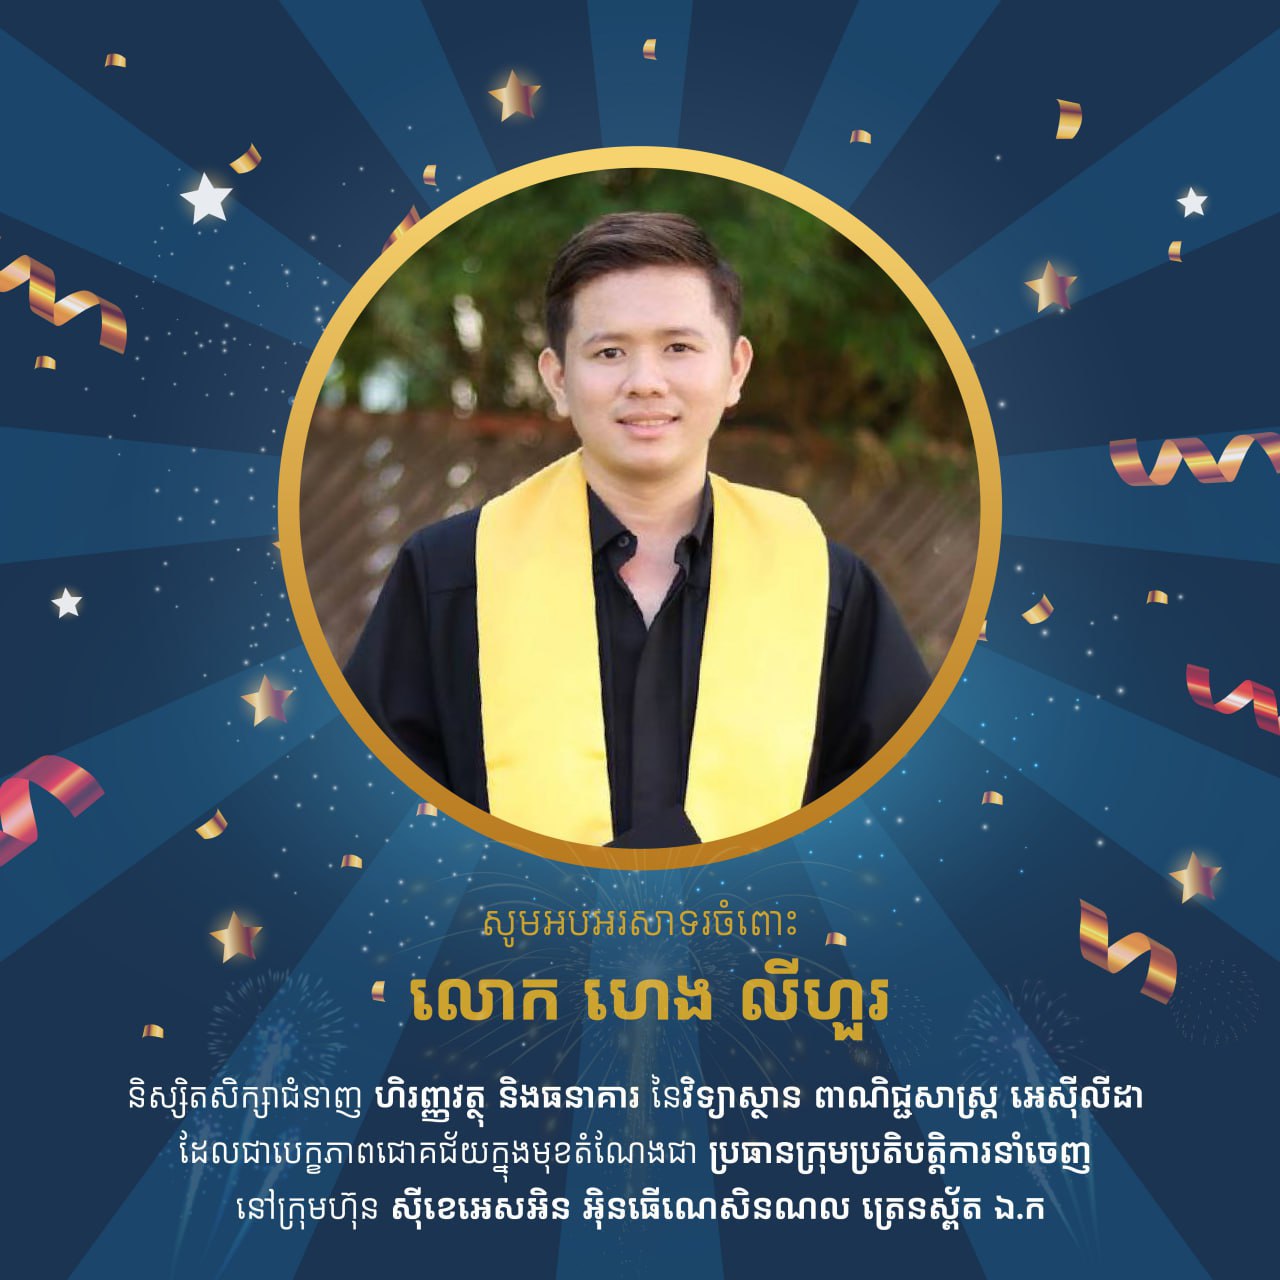 សូមអបអរសាទរចំពោះ
លោក ហេង លីហួរ
និស្សិតសិក្សាជំនាញ ហិរញ្ញវត្ថុ និងធនាគារ នៃវិទ្យាស្ថាន ពាណិជ្ជសាស្ត្រ អេស៊ីលីដា
ដែលជាបេក្ខភាពជោគជ័យក្នុងមុខតំណែងជា ប្រធានក្រុមប្រតិបត្តិការនាំចេញ
នៅក្រុមហ៊ុន ស៊ីខេអេសអិន អ៊ិនធើណេសិនណល ត្រេនស្ព័ត ឯ.ក